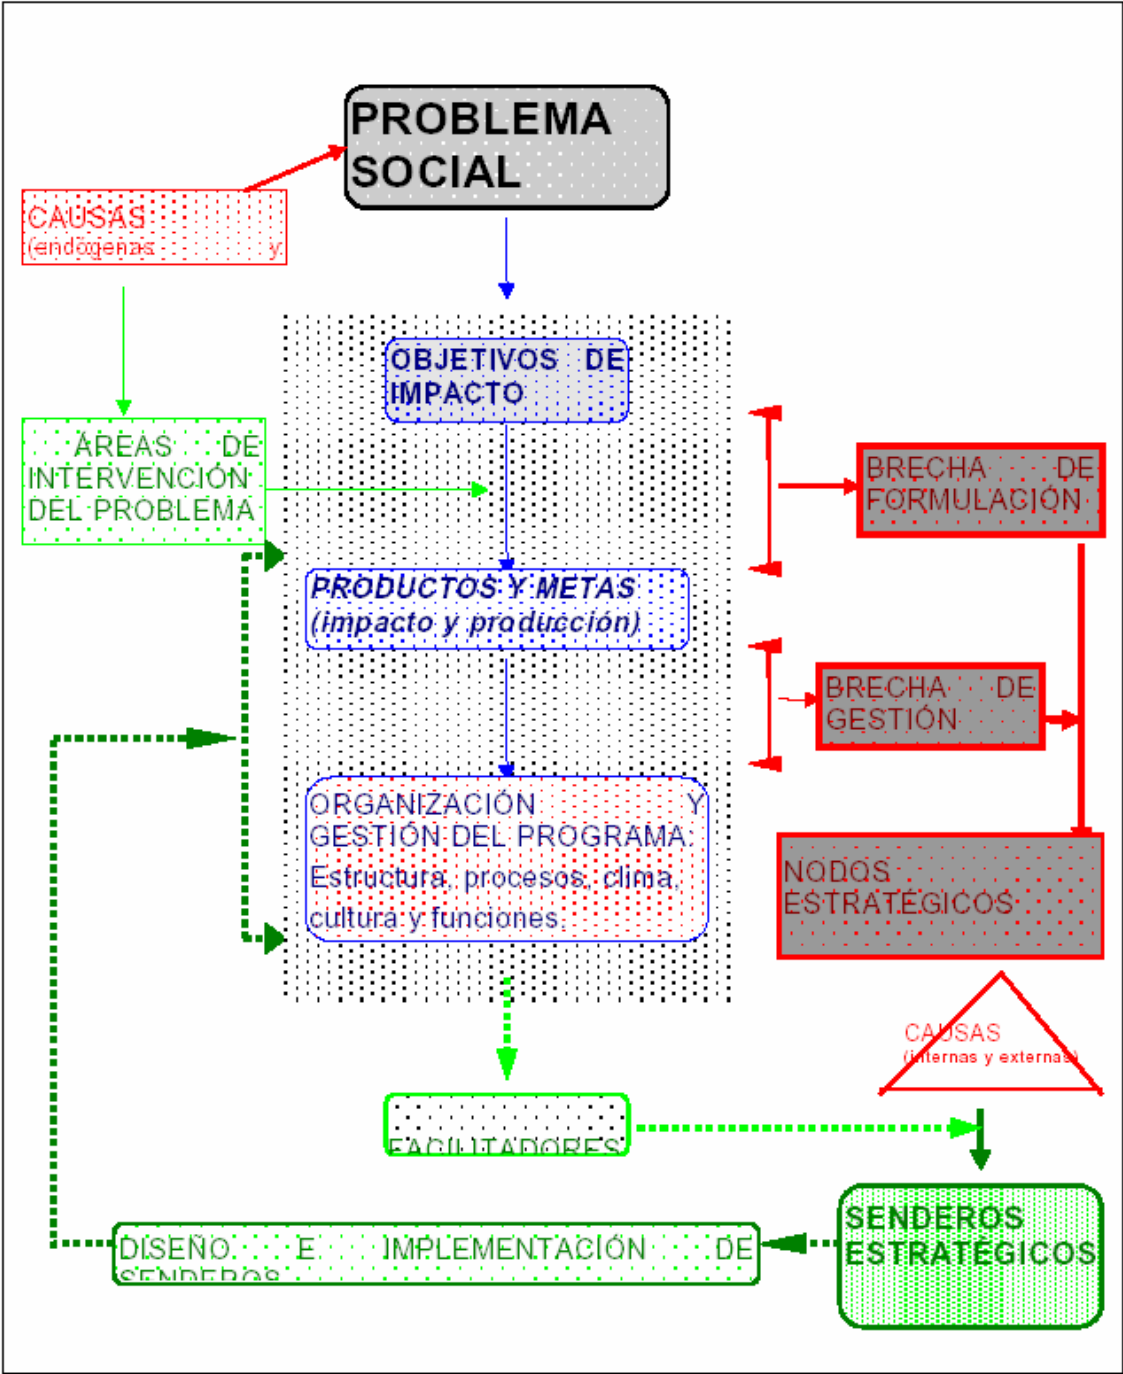 PROBLEMA
SOCIAL
CAUSAS
(endógenas y
OBJETIVOS DE
IMPACTO
ÁREAS DE
INTERVENCIÓN
DEL PROBLEMA
BRECHA DE
FORMULACIÓN
PRODUCTOS Y METAS
(impacto y producción)
BRECHA DE
GESTIÓN
ORGANIZACIÓN Y
GESTIÓN DEL PROGRAMA:
Estructura, procesos, clima,
cultura y funciones.
NODOS
ESTRATÉGICOS
CAUSAS
(internas y externas)
FACILITADORES
SENDEROS
ESTRATÉGICOS
DISEÑO E IMPLEMENTACIÓN DE
SENDEROS